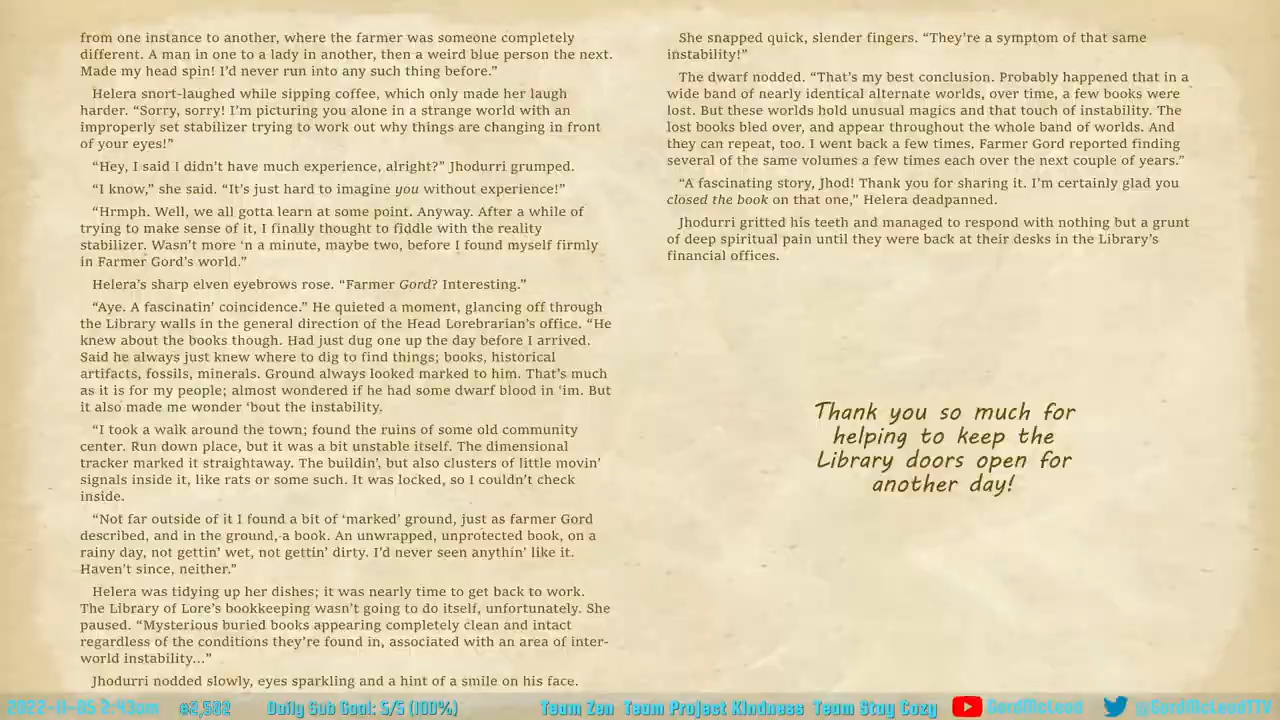 from one instance to another, where the farmer was someone completely
different. A man in one to a lady in another, then a weird blue person the next.
Made my head spin! I’d never run into any such thing before.”
Helera snort-laughed while sipping coffee, which only made her laugh
harder. “Sorry, sorry! I’m picturing you alone in a strange world with an
improperly set stabilizer trying to work out why things are changing in front
of your eyes!”
“Hey, I said I didn’t have much experience, alright?” Jhodurri grumped.
“I know,” she said. “It’s just hard to imagine you without experience!”
“Hrmph. Well, we all gotta learn at some point. Anyway. After a while of
trying to make sense of it, I finally thought to fiddle with the reality
stabilizer. Wasn’t more ‘n a minute, maybe two, before I found myself firmly
in Farmer Gord’s world.”
Helera’s sharp elven eyebrows rose. “Farmer Gord? Interesting.”
“Aye. A fascinatin’ coincidence.” He quieted a moment, glancing off through
the Library walls in the general direction of the Head Lorebrarian’s office. “He
knew about the books though. Had just dug one up the day before I arrived.
Said he always just knew where to dig to find things; books, historical
artifacts, fossils, minerals. Ground always looked marked to him. That’s much
as it is for my people; almost wondered if he had some dwarf blood in ‘im. But
it also made me wonder ‘bout the instability.
“I took a walk around the town; found the ruins of some old community
center. Run down place, but it was a bit unstable itself. The dimensional
tracker marked it straightaway. The buildin’, but also clusters of little movin’
signals inside it, like rats or some such. It was locked, so I couldn’t check
inside.
“Not far outside of it I found a bit of ‘marked’ ground, just as farmer Gord
described, and in the ground, a book. An unwrapped, unprotected book, on a
rainy day, not gettin’ wet, not gettin’ dirty. I’d never seen anythin’ like it.
Haven’t since, neither.”
Helera was tidying up her dishes; it was nearly time to get back to work.
The Library of Lore’s bookkeeping wasn’t going to do itself, unfortunately. She
paused. “Mysterious buried books appearing completely clean and intact
regardless of the conditions they’re found in, associated with an area of inter-
world instability...”
Jhodurri nodded slowly, eyes sparkling and a hint of a smile on his face.
She snapped quick, slender fingers. “They’re a symptom of that same
instability!”
The dwarf nodded. “That’s my best conclusion. Probably happened that in a
wide band of nearly identical alternate worlds, over time, a few books were
lost. But these worlds hold unusual magics and that touch of instability. The
lost books bled over, and appear throughout the whole band of worlds. And
they can repeat, too. I went back a few times. Farmer Gord reported finding
several of the same volumes a few times each over the next couple of years.”
“A fascinating story, Jhod! Thank you for sharing it. I’m certainly glad you
closed the book on that one,” Helera deadpanned.
Jhodurri gritted his teeth and managed to respond with nothing but a grunt
of deep spiritual pain until they were back at their desks in the Library’s
financial offices.
Thank you so much for
helping to keep the
Library doors open for
another day!
2022-11-05 2:43am Daily Sub Goal: 5/5 (100%) Team Zen Team Project Kindness Team Stay Cozy GordMcLeod @GordMcLeodTTV